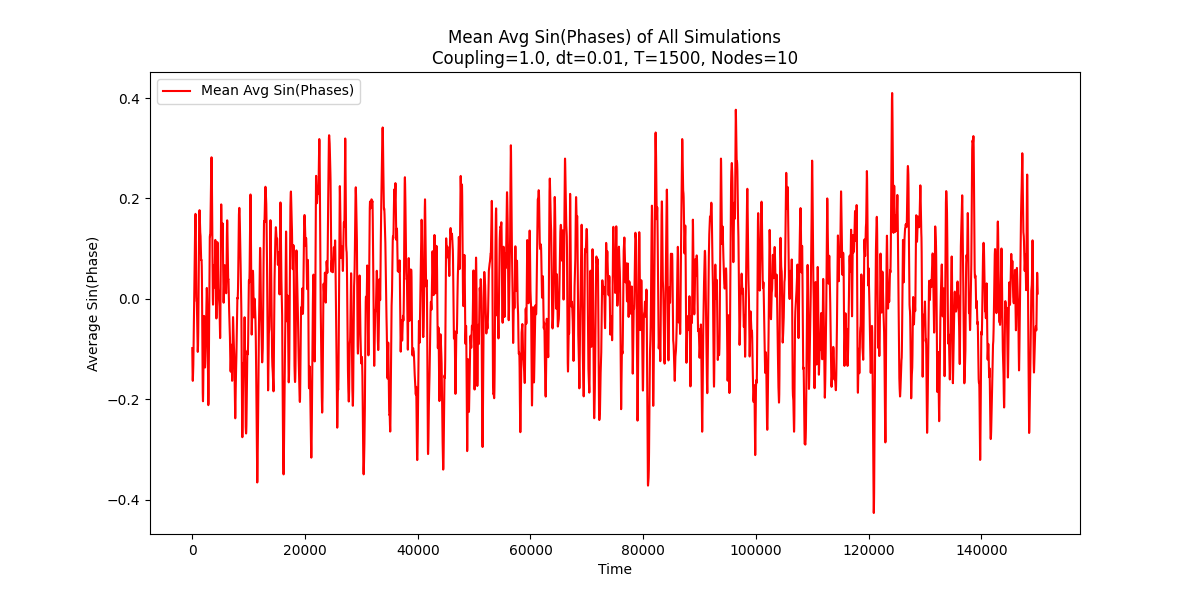 Mean Avg Sin(Phases) of All Simulations
Coupling=1.0, dt=0.01, T=1500, Nodes=10
Mean Avg Sin(Phases)
Average Sin(Phase)
0.4
0.2
0.0
−0.2
−0.4
0 20000 40000 60000 80000 100000 120000 140000
Time